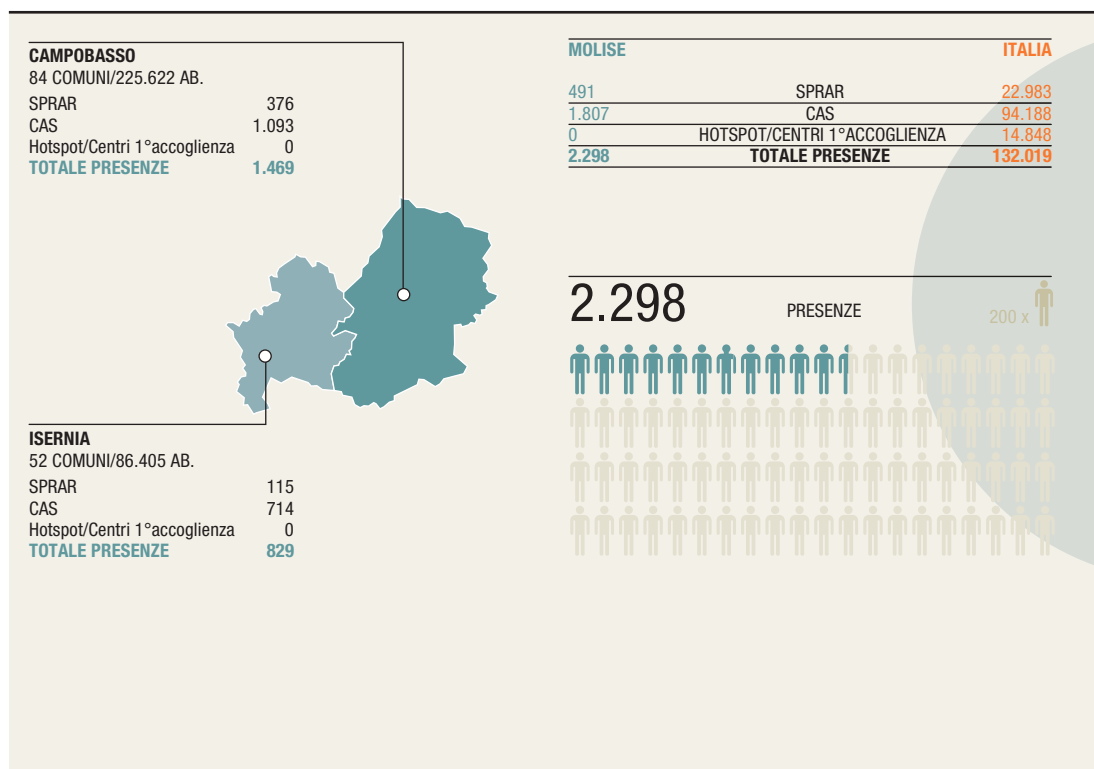 CAMPOBASSO
84 COMUNI/225.622 AB.
SPRAR 376
CAS 1.093
Hotspot/Centri 1°accoglienza 0
TOTALE PRESENZE 1.469
ISERNIA
52 COMUNI/86.405 AB.
SPRAR 115
CAS 714
Hotspot/Centri 1°accoglienza 0
TOTALE PRESENZE 829
MOLISE ITALIA
491 SPRAR 22.983
1.807 CAS 94.188
0 HOTSPOT/CENTRI 1°ACCOGLIENZA 14.848
2.298 TOTALE PRESENZE 132.019
2.298 PRESENZE 200 x